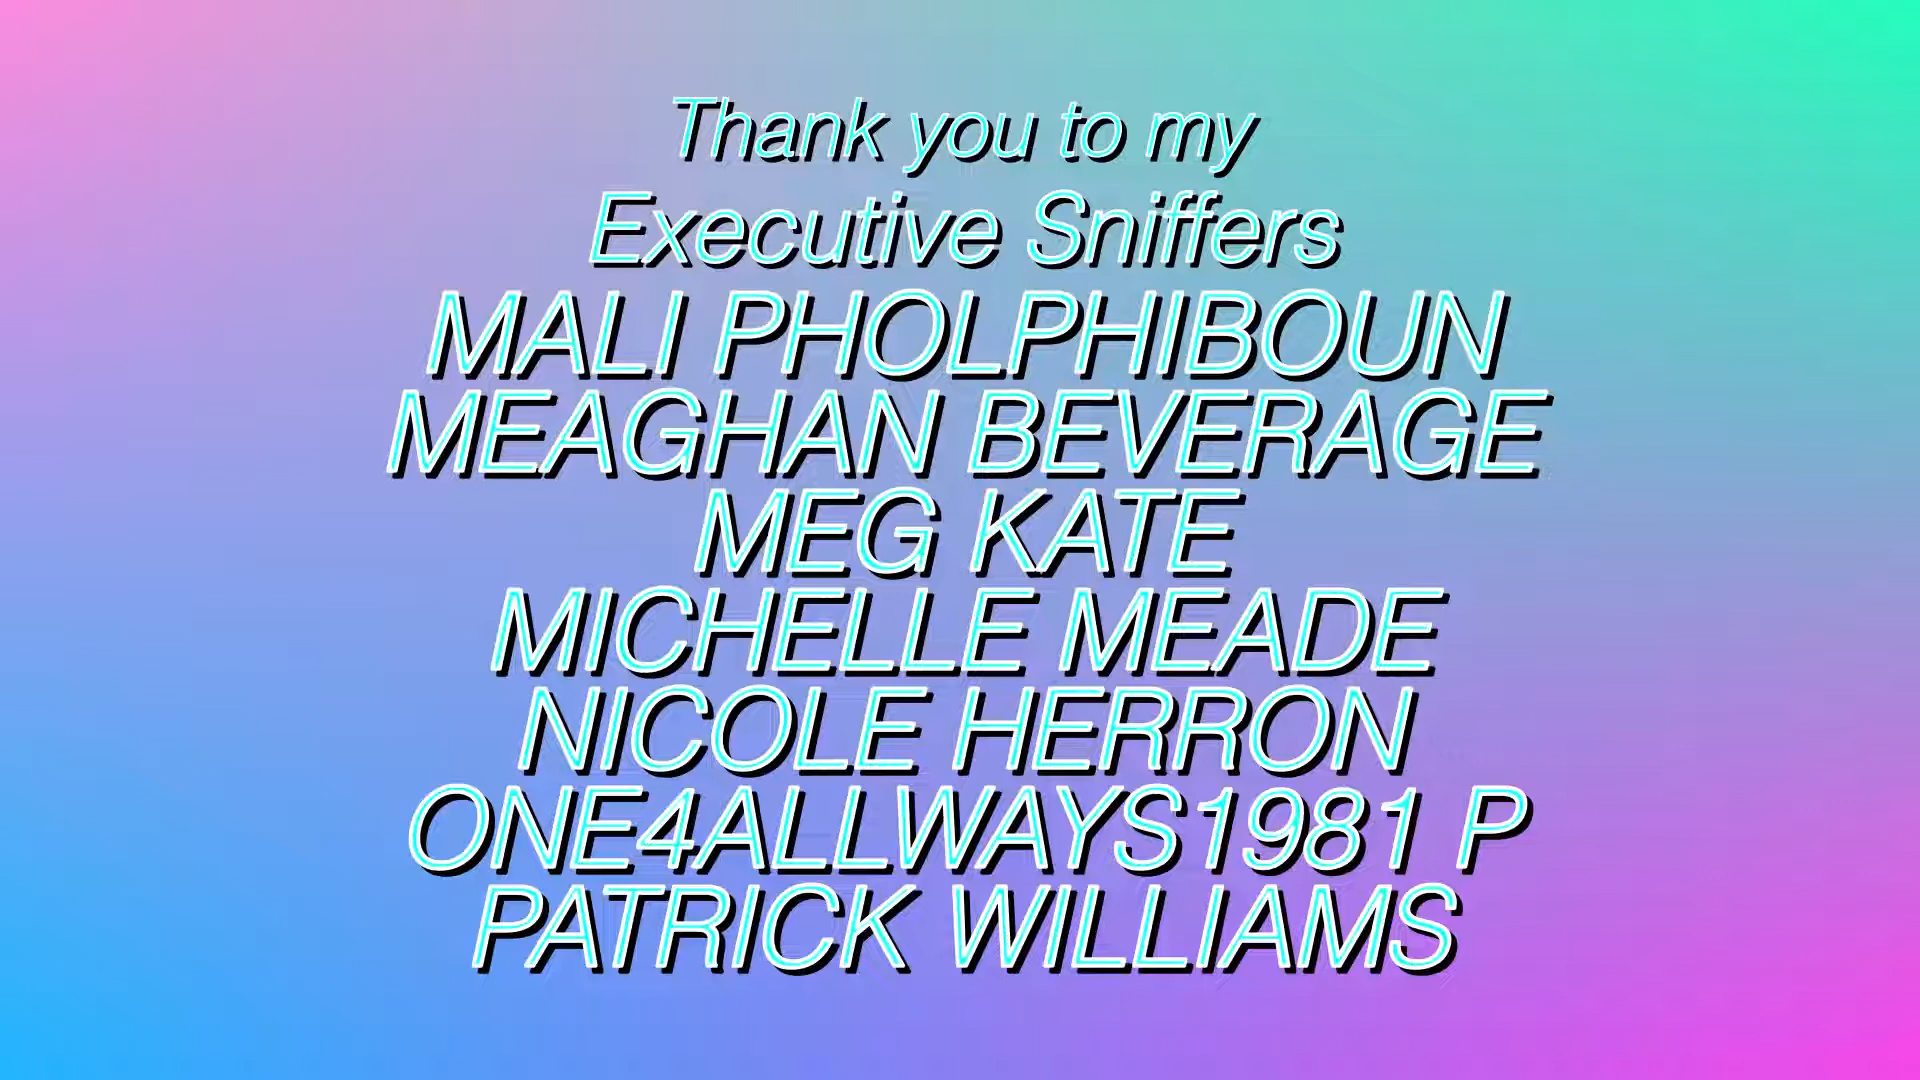 Thank you to my
Executive Sniffers
MALI PHOLPHIBOUN
MEAGHAN BEVERAGE
MEG KATE
MICHELLE MEADE
NICOLE HERRON
ONE4ALLWAYS1981 P
PATRICK WILLIAMS